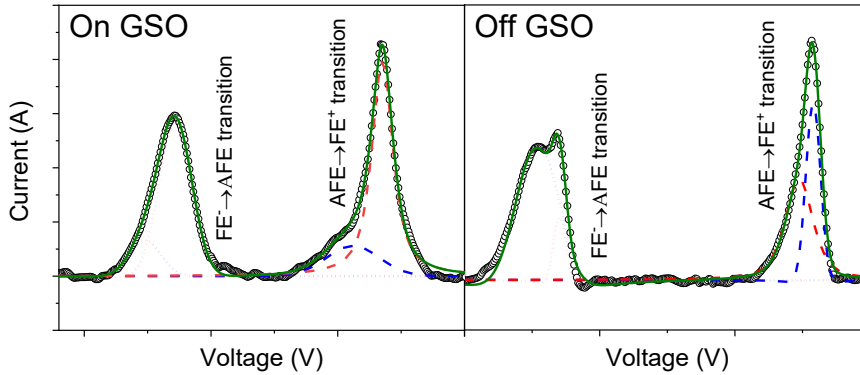 On GSO
Off GSO
FE⁻→AFE transition
AFE→FE⁺ transition
FE⁻→AFE transition
AFE→FE⁺ transition
Current (A)
Voltage (V)
Voltage (V)